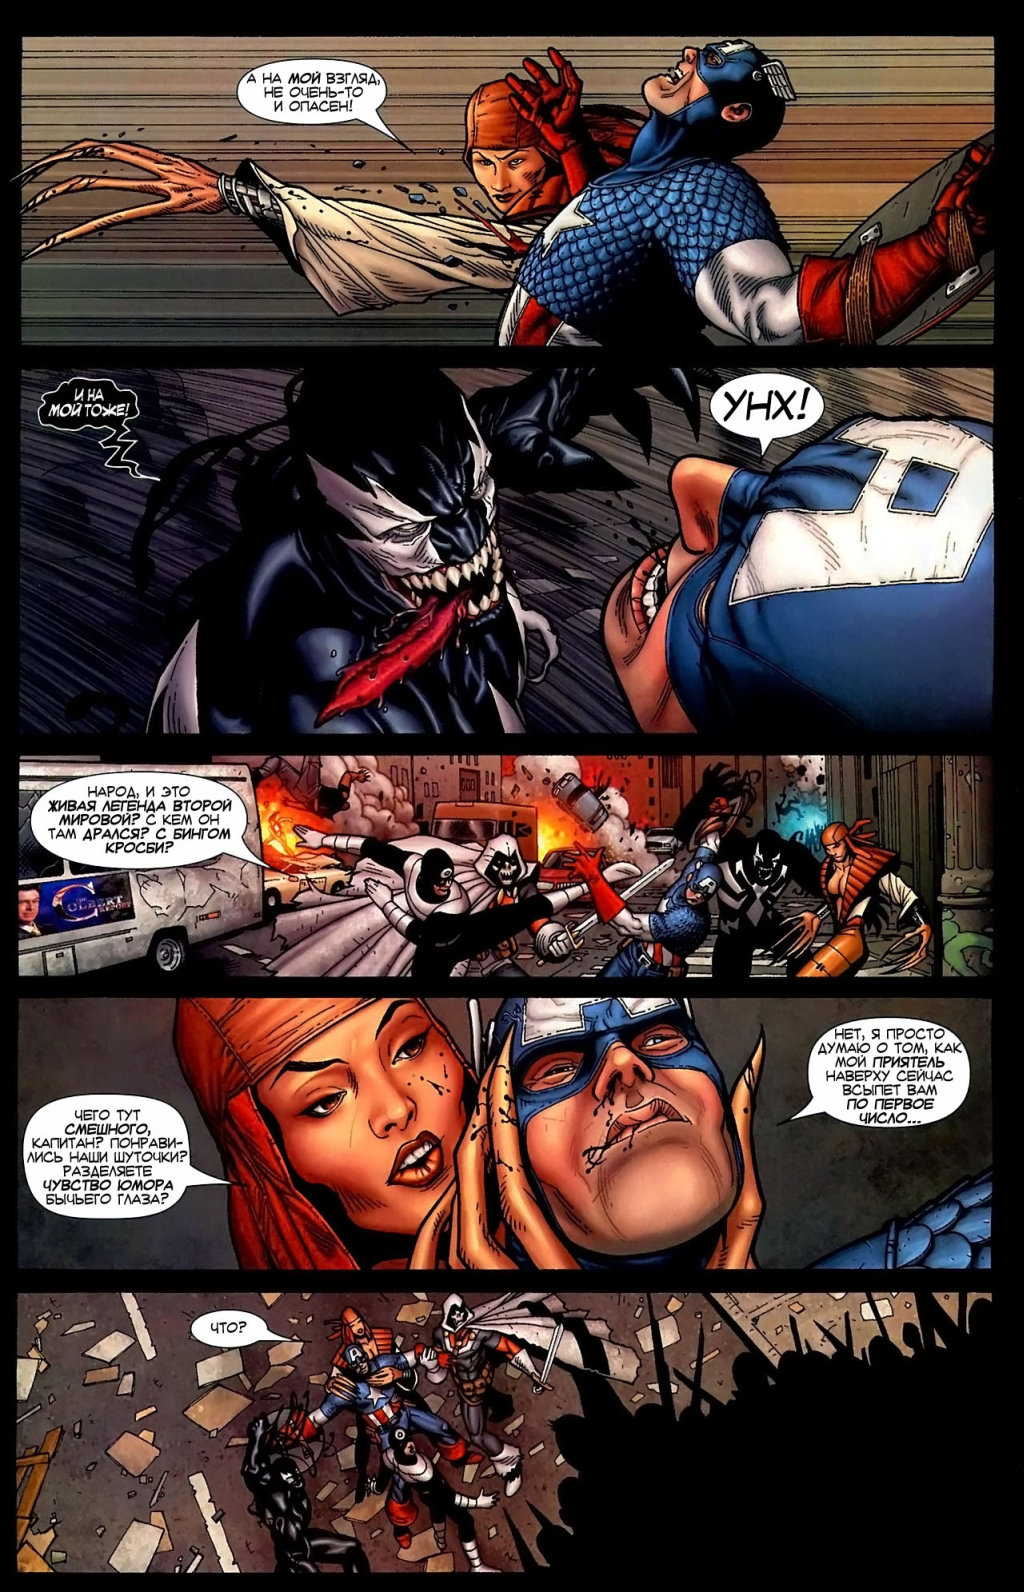 А НА МОЙ ВЗГЛЯД,
НЕ ОЧЕНЬ-ТО
И ОПАСЕН!
И НА
МОЙ ТОЖЕ!
УНХ!
НАРОД, И ЭТО
ЖИВАЯ ЛЕГЕНДА ВТОРОЙ
МИРОВОЙ? С КЕМ ОН
ТАМ ДРАЛСЯ? С БИНГОМ
КРОСБИ?
ЧЕГО ТУТ
СМЕШНОГО,
КАПИТАН? ПОНРАВИ-
ЛИСЬ НАШИ ШУТОЧКИ?
РАЗДЕЛЯЕТЕ
ЧУВСТВО ЮМОРА
БЫЧЬЕГО ГЛАЗА?
НЕТ, Я ПРОСТО
ДУМАЮ О ТОМ, КАК
МОЙ ПРИЯТЕЛЬ
НАВЕРХУ СЕЙЧАС
ВСЫПЕТ ВАМ
ПО ПЕРВОЕ
ЧИСЛО...
ЧТО?